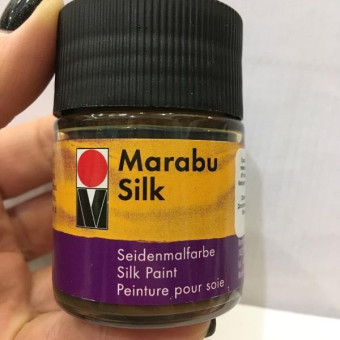 Marabu
Silk
Seidenmalfarbe
Silk Paint
Peinture pour soie